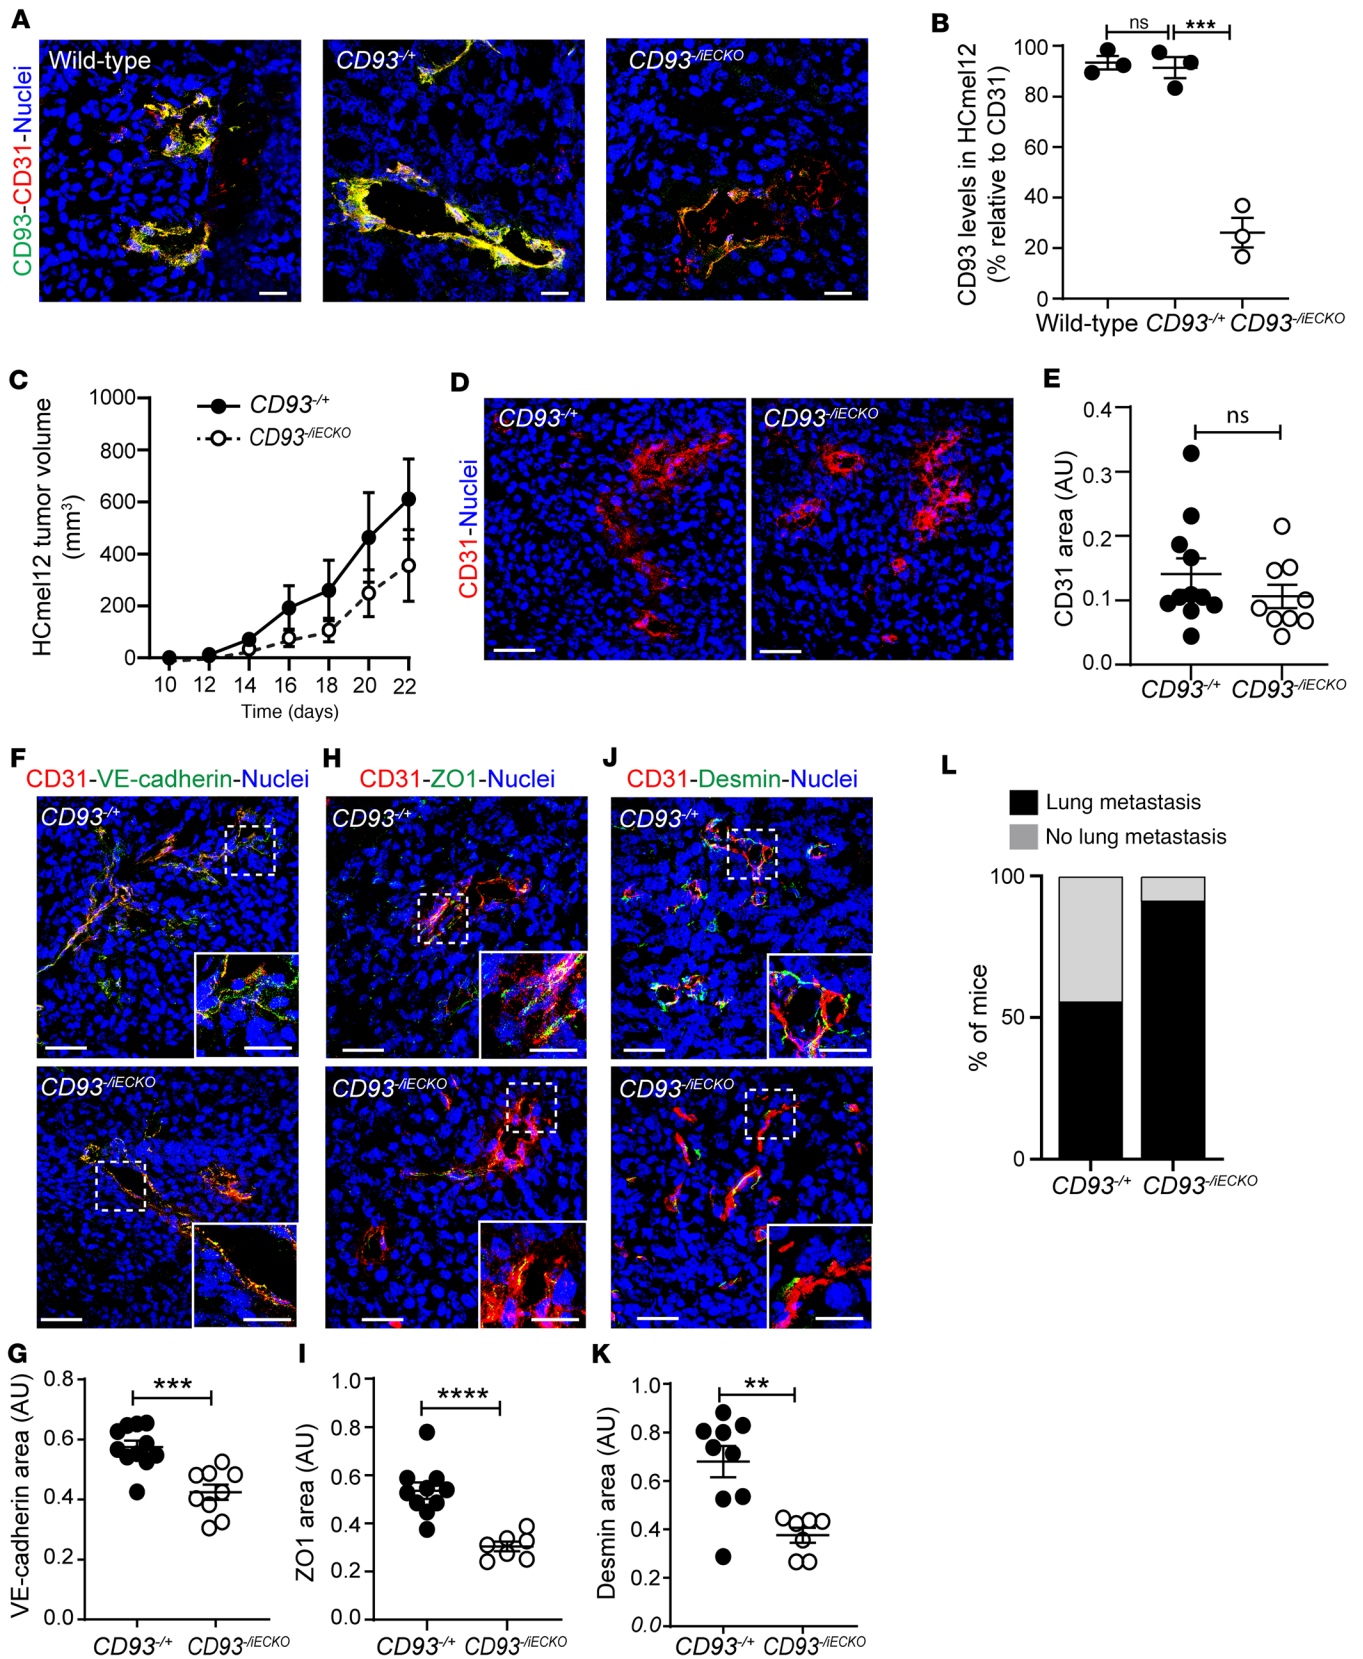 A
Wild-type
CD93-/+
CD93-/iECKO
CD93-CD31-Nuclei
B
ns
***
CD93 levels in HCmel12
(% relative to CD31)
100
80
60
40
20
0
Wild-type CD93-/+ CD93-/iECKO
C
HCmel12 tumor volume
(mm3)
1000
800
600
400
200
0
CD93-/+
CD93-/iECKO
10 12 14 16 18 20 22
Time (days)
D
CD93-/+
CD93-/iECKO
CD31-Nuclei
E
ns
CD31 area (AU)
0.4
0.3
0.2
0.1
0.0
CD93-/+ CD93-/iECKO
F
CD31-VE-cadherin-Nuclei
CD93-/+
CD93-/iECKO
H
CD31-ZO1-Nuclei
CD93-/+
CD93-/iECKO
J
CD31-Desmin-Nuclei
CD93-/+
CD93-/iECKO
L
Lung metastasis
No lung metastasis
% of mice
100
50
0
CD93-/+ CD93-/iECKO
G
***
VE-cadherin area (AU)
0.8
0.6
0.4
0.2
0.0
CD93-/+ CD93-/iECKO
I
****
ZO1 area (AU)
1.0
0.8
0.6
0.4
0.2
0.0
CD93-/+ CD93-/iECKO
K
**
Desmin area (AU)
1.0
0.8
0.6
0.4
0.2
0.0
CD93-/+ CD93-/iECKO